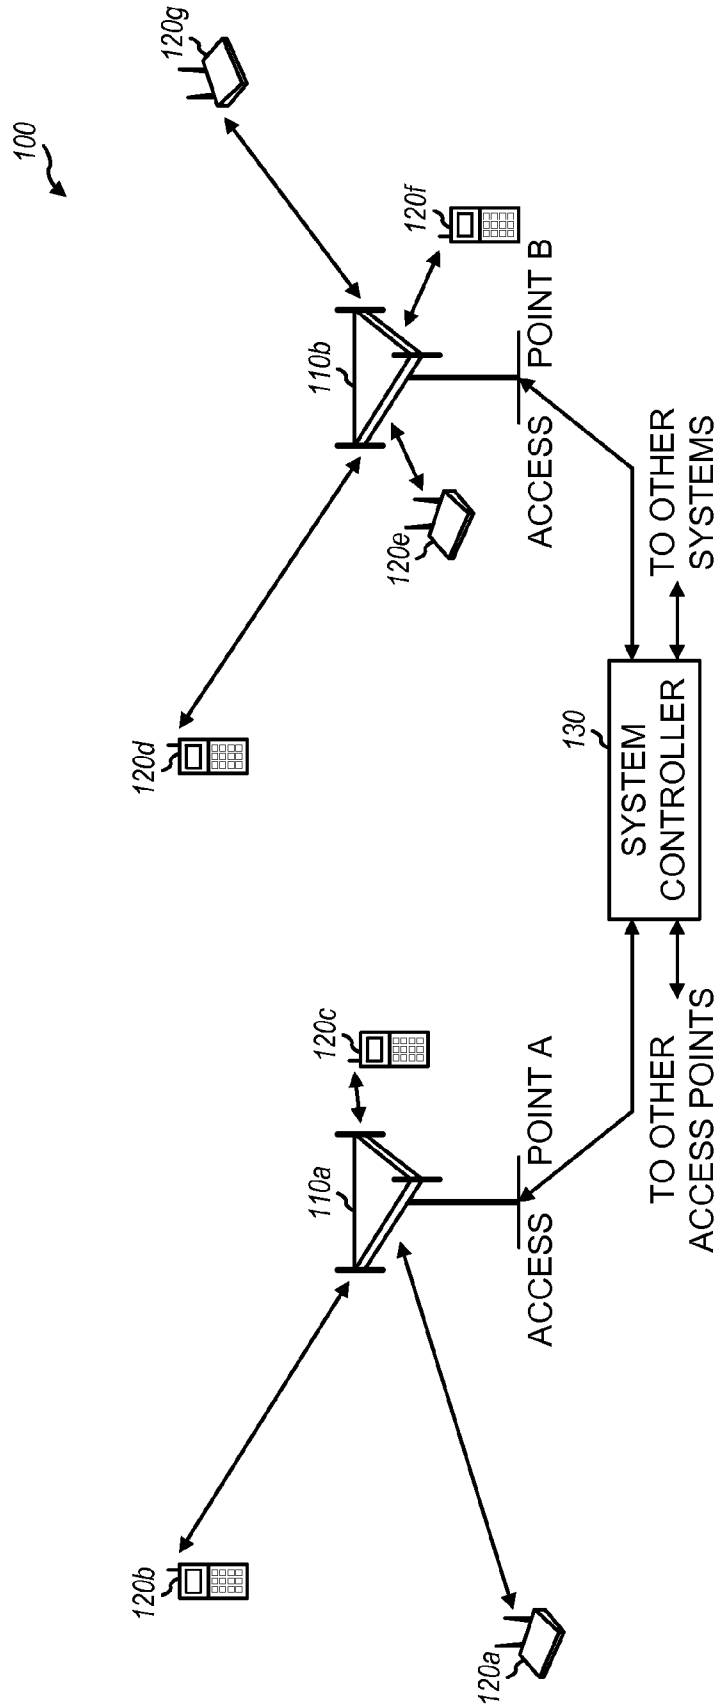 100
120g
120f
110b
120e
120d
ACCESS POINT B
TO OTHER
SYSTEMS
130
SYSTEM
CONTROLLER
120c
110a
120b
120a
ACCESS POINT A
TO OTHER
ACCESS POINTS